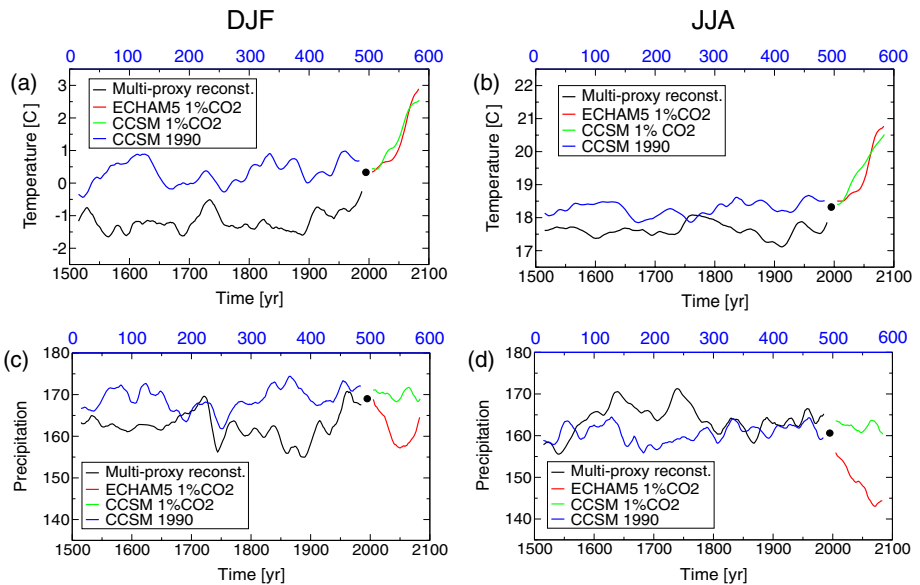 DJF
JJA
0 100 200 300 400 500 600
0 100 200 300 400 500 600
(a)
(b)
Temperature [C]
3
2
1
0
-1
-2
Multi-proxy reconst.
ECHAM5 1%CO2
CCSM 1%CO2
CCSM 1990
1500 1600 1700 1800 1900 2000 2100
Time [yr]
Temperature [C]
22
21
20
19
18
17
Multi-proxy reconst.
ECHAM5 1%CO2
CCSM 1% CO2
CCSM 1990
1500 1600 1700 1800 1900 2000 2100
Time [yr]
0 100 200 300 400 500 600
0 100 200 300 400 500 600
(c)
(d)
Precipitation
180
170
160
150
135
Multi-proxy reconst.
ECHAM5 1%CO2
CCSM 1%CO2
CCSM 1990
1500 1600 1700 1800 1900 2000 2100
Time [yr]
Precipitation
180
170
160
150
140
135
Multi-proxy reconst.
ECHAM5 1%CO2
CCSM 1%CO2
CCSM 1990
1500 1600 1700 1800 1900 2000 2100
Time [yr]